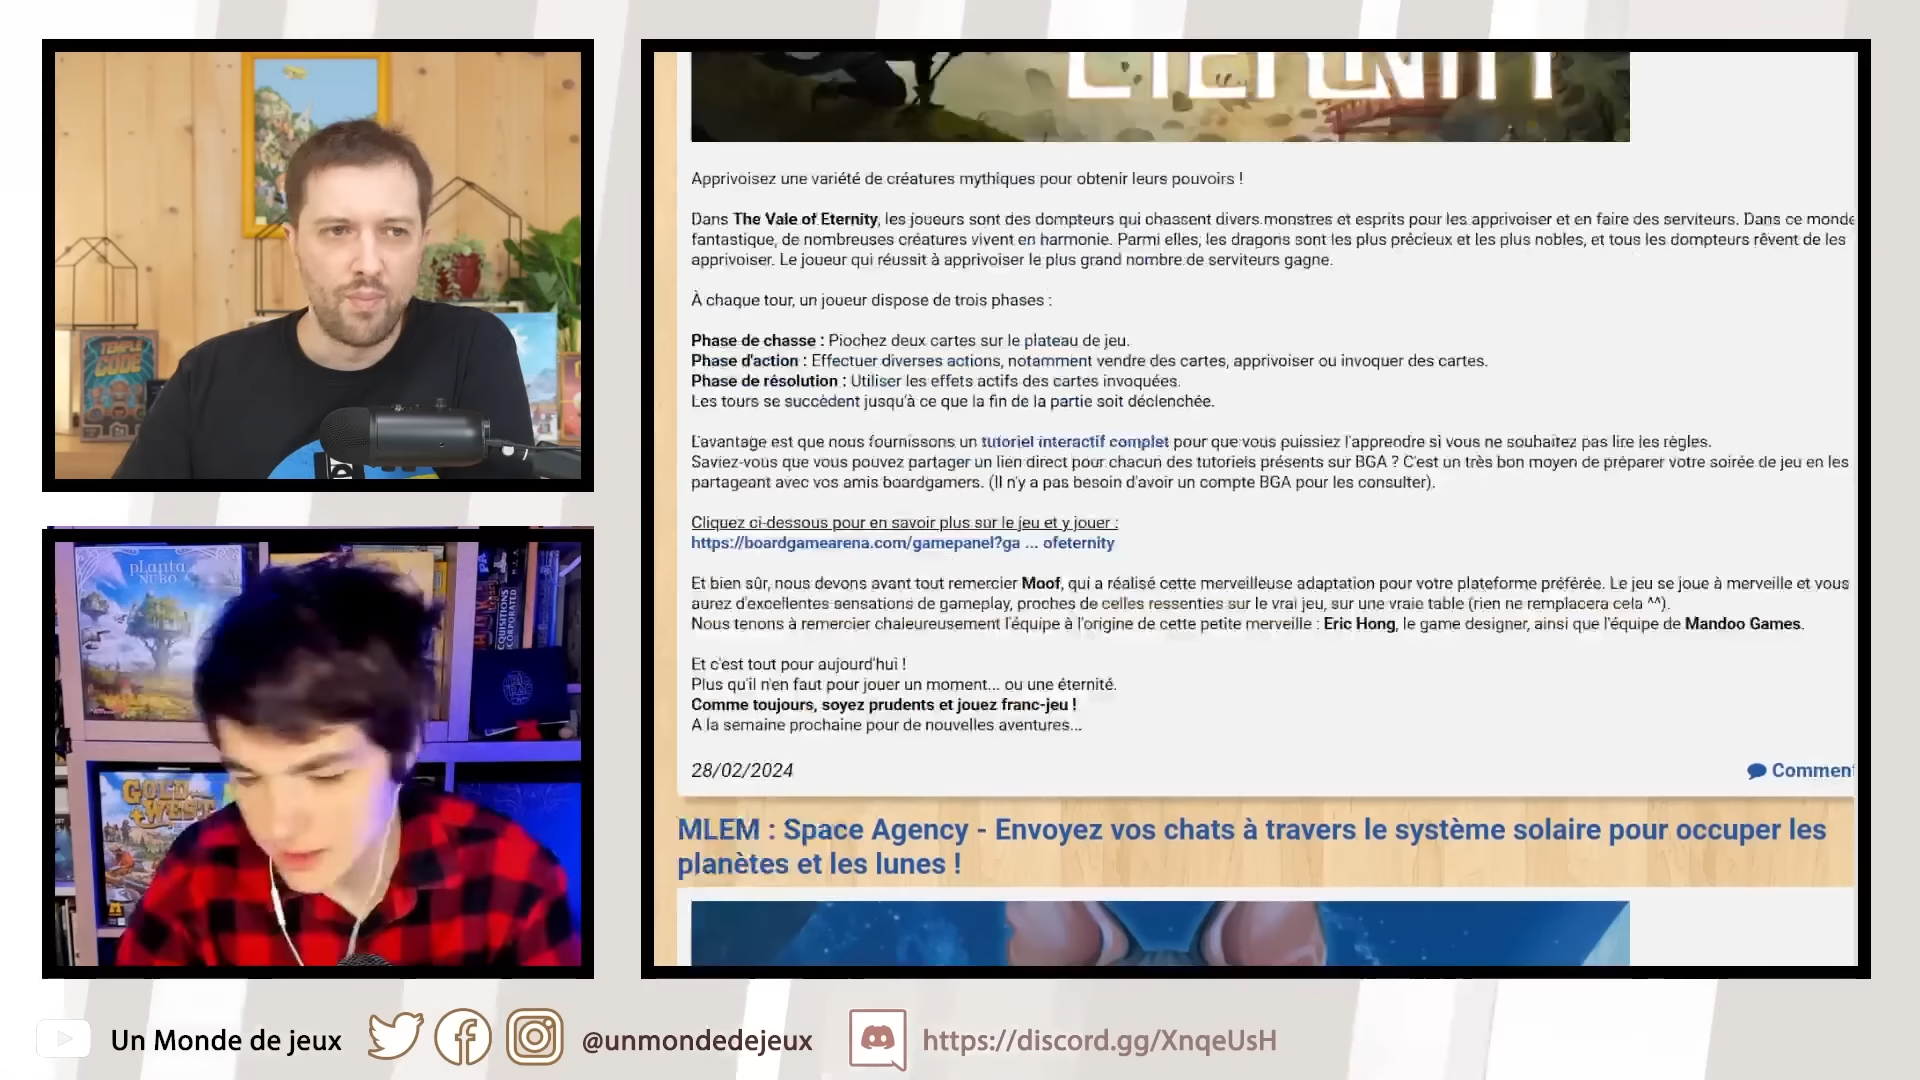 ETERNITY
Apprivoisez une variété de créatures mythiques pour obtenir leurs pouvoirs !
Dans The Vale of Eternity, les joueurs sont des dompteurs qui chassent divers monstres et esprits pour les apprivoiser et en faire des serviteurs. Dans ce monde
fantastique, de nombreuses créatures vivent en harmonie. Parmi elles, les dragons sont les plus précieux et les plus nobles, et tous les dompteurs rêvent de les
apprivoiser. Le joueur qui réussit à apprivoiser le plus grand nombre de serviteurs gagne.
À chaque tour, un joueur dispose de trois phases :
Phase de chasse : Piochez deux cartes sur le plateau de jeu.
Phase d'action : Effectuer diverses actions, notamment vendre des cartes, apprivoiser ou invoquer des cartes.
Phase de résolution : Utiliser les effets actifs des cartes invoquées.
Les tours se succèdent jusqu'à ce que la fin de la partie soit déclenchée.
L'avantage est que nous fournissons un tutoriel interactif complet pour que vous puissiez l'apprendre si vous ne souhaitez pas lire les règles.
Saviez-vous que vous pouvez partager un lien direct pour chacun des tutoriels présents sur BGA ? C'est un très bon moyen de préparer votre soirée de jeu en les
partageant avec vos amis boardgamers. (Il n'y a pas besoin d'avoir un compte BGA pour les consulter).
Cliquez ci-dessous pour en savoir plus sur le jeu et y jouer :
https://boardgamearena.com/gamepanel?ga ... ofeternity
Et bien sûr, nous devons avant tout remercier Moof, qui a réalisé cette merveilleuse adaptation pour votre plateforme préférée. Le jeu se joue à merveille et vous
aurez d'excellentes sensations de gameplay, proches de celles ressenties sur le vrai jeu, sur une vraie table (rien ne remplacera cela ^^).
Nous tenons à remercier chaleureusement l'équipe à l'origine de cette petite merveille : Eric Hong, le game designer, ainsi que l'équipe de Mandoo Games.
Et c'est tout pour aujourd'hui !
Plus qu'il n'en faut pour jouer un moment... ou une éternité.
Comme toujours, soyez prudents et jouez franc-jeu !
A la semaine prochaine pour de nouvelles aventures...
28/02/2024
Comment
MLEM : Space Agency - Envoyez vos chats à travers le système solaire pour occuper les
planètes et les lunes !
TEMPLE
CODE
pLanta
NUBO
ACQUISITIONS
INCORPORATED
GOLD
WEST
Un Monde de jeux
@unmondedejeux
https://discord.gg/XnqeUsH